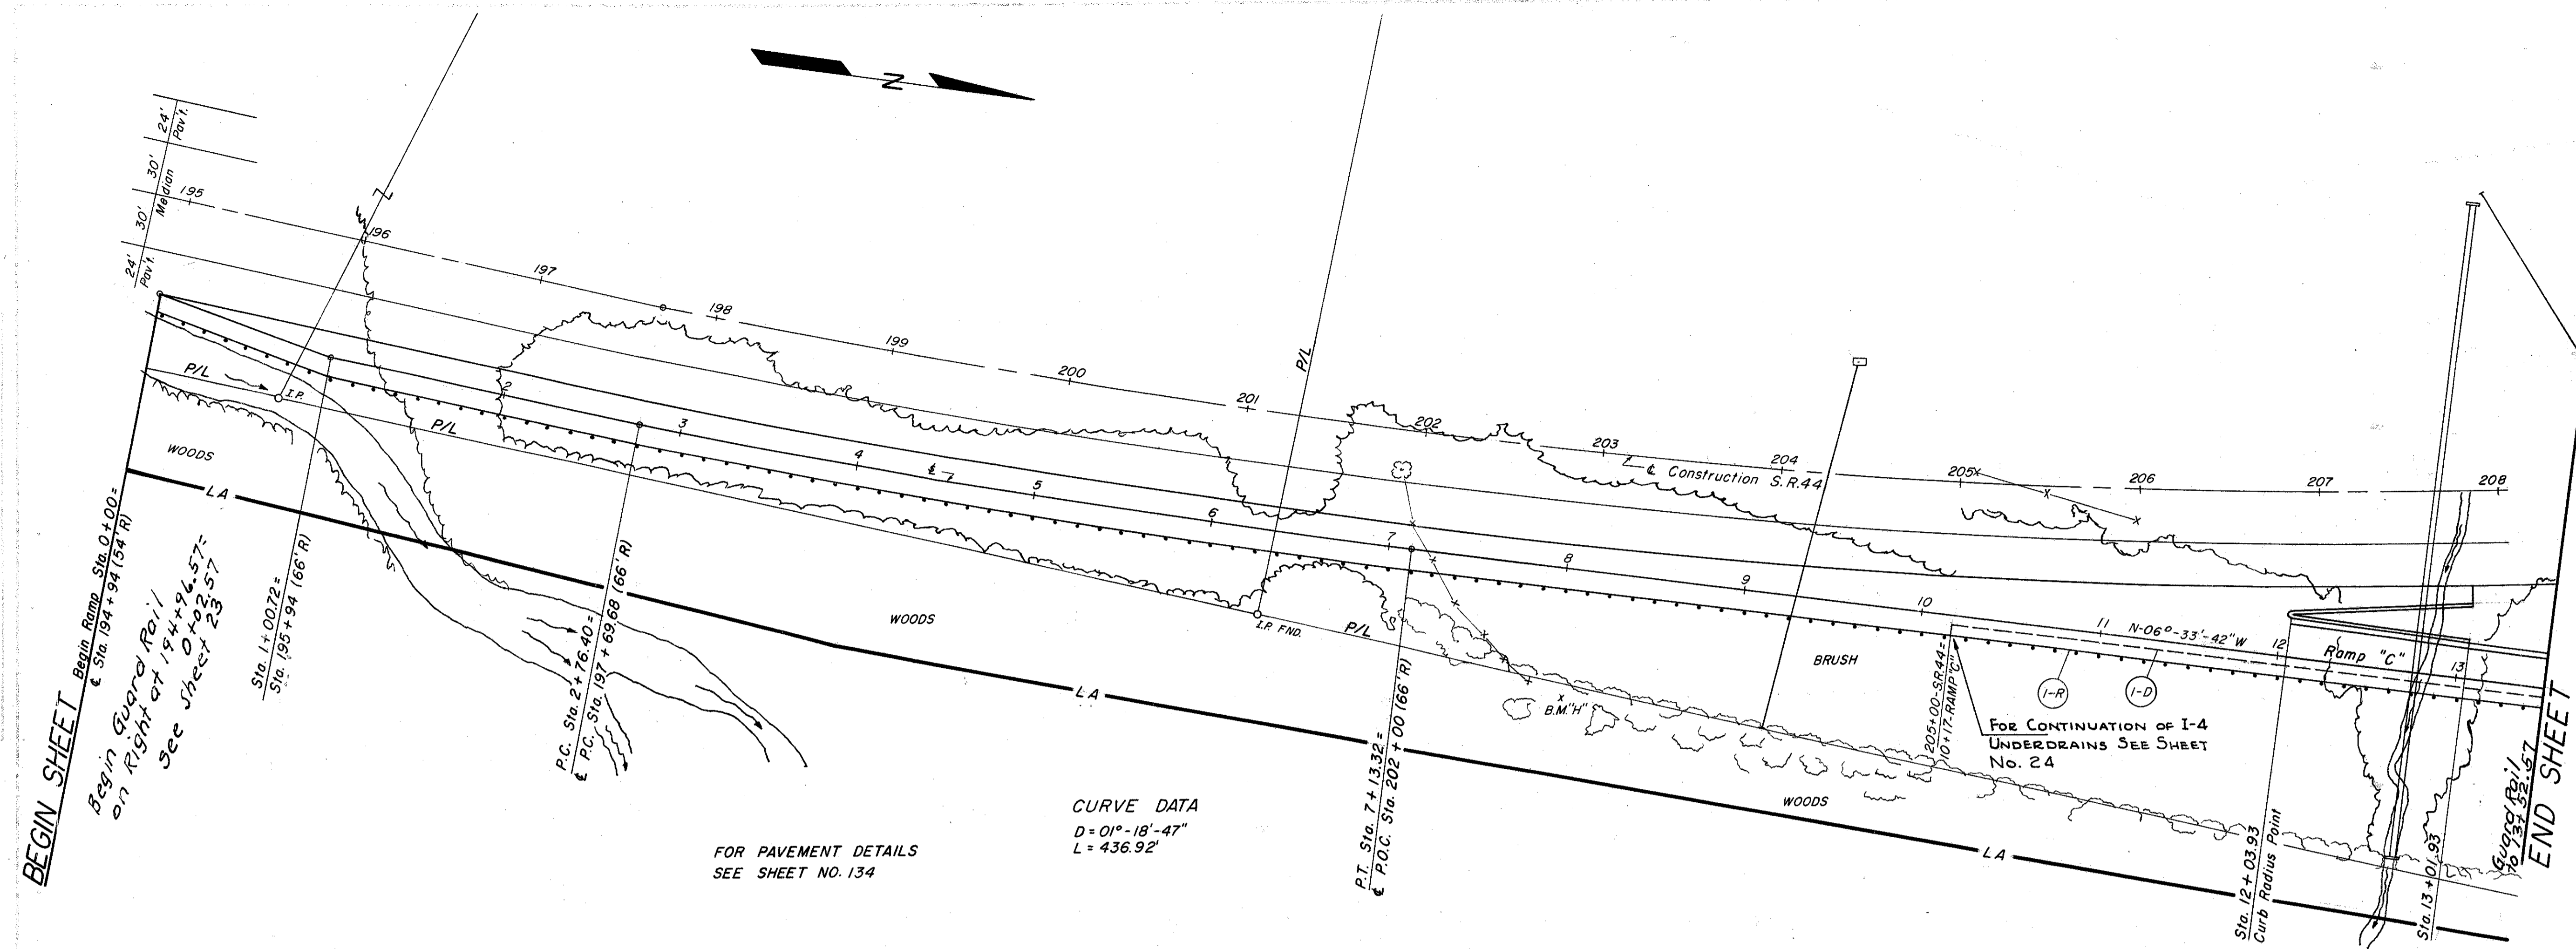 N
24'
Pav't.
30'
Median
30'
24'
Pav't.
195
196
197
198
199
200
201
202
203
204
205
206
207
208
P/L
I.P.
P/L
P/L
P/L
2
3
4
5
6
7
8
9
10
11
12
13
℄
℄ Construction S.R.44
N-06°-33'-42"W
Ramp "C"
WOODS
WOODS
WOODS
BRUSH
LA
LA
LA
I.P. FND.
B.M."H"
1-R
1-D
BEGIN SHEET
Begin Ramp Sta. 0+00=
℄ Sta. 194+94 (54'R)
Begin Guard Rail
on Right at 194+96.57=
0+02.57
See Sheet 23
Sta. 1+00.72=
Sta. 195+94 (66'R)
P.C. Sta. 2+76.40=
℄ P.C. Sta. 197+69.68 (66'R)
P.T. Sta. 7+13.32=
℄ P.O.C. Sta. 202+00 (66'R)
205+00-S.R.44=
10+17-RAMP"C"
FOR CONTINUATION OF I-4
UNDERDRAINS SEE SHEET
No. 24
CURVE DATA
D = 01°-18'-47"
L = 436.92'
FOR PAVEMENT DETAILS
SEE SHEET NO. 134
Sta. 12+03.93
Curb Radius Point
Sta. 13+01.93
Guard Rail
To 13+52.57
END SHEET